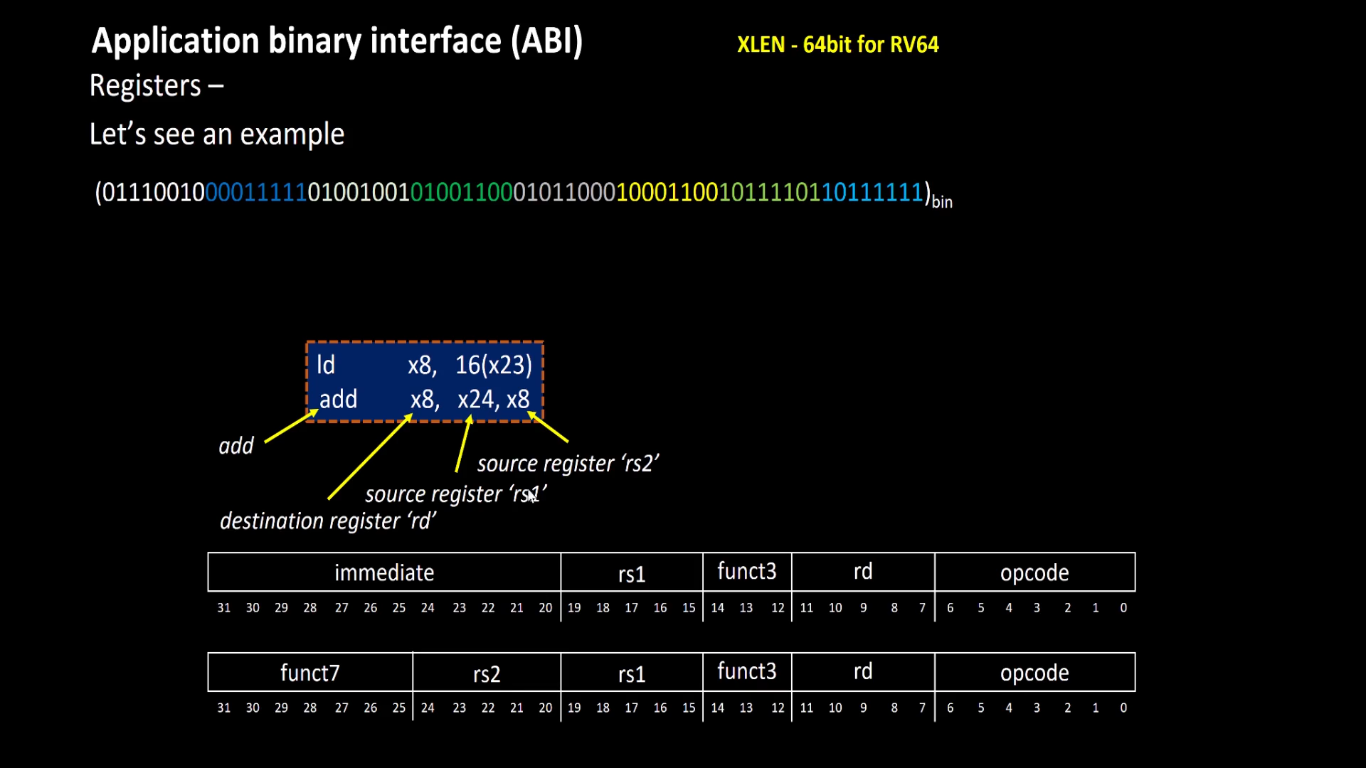 Application binary interface (ABI)
XLEN - 64bit for RV64
Registers –
Let's see an example
(0111001000011111010010010100110001011000100011001011110110111111)bin
ld x8, 16(x23)
add x8, x24, x8
add
source register ‘rs2’
source register ‘rs1’
destination register ‘rd’
immediate rs1 funct3 rd opcode
31 30 29 28 27 26 25 24 23 22 21 20 19 18 17 16 15 14 13 12 11 10 9 8 7 6 5 4 3 2 1 0
funct7 rs2 rs1 funct3 rd opcode
31 30 29 28 27 26 25 24 23 22 21 20 19 18 17 16 15 14 13 12 11 10 9 8 7 6 5 4 3 2 1 0